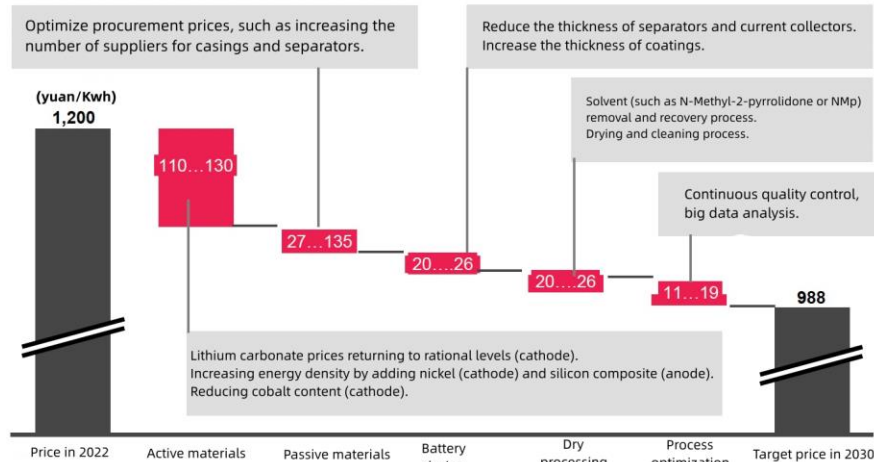 Optimize procurement prices, such as increasing the
number of suppliers for casings and separators.
Reduce the thickness of separators and current collectors.
Increase the thickness of coatings.
Solvent (such as N-Methyl-2-pyrrolidone or NMp)
removal and recovery process.
Drying and cleaning process.
Continuous quality control,
big data analysis.
(yuan/Kwh)
1,200
110...130
27...135
20....26
20....26
11...19
988
Lithium carbonate prices returning to rational levels (cathode).
Increasing energy density by adding nickel (cathode) and silicon composite (anode).
Reducing cobalt content (cathode).
Price in 2022
Active materials
Passive materials
Battery
Dry
processing
Process
optimization
Target price in 2030